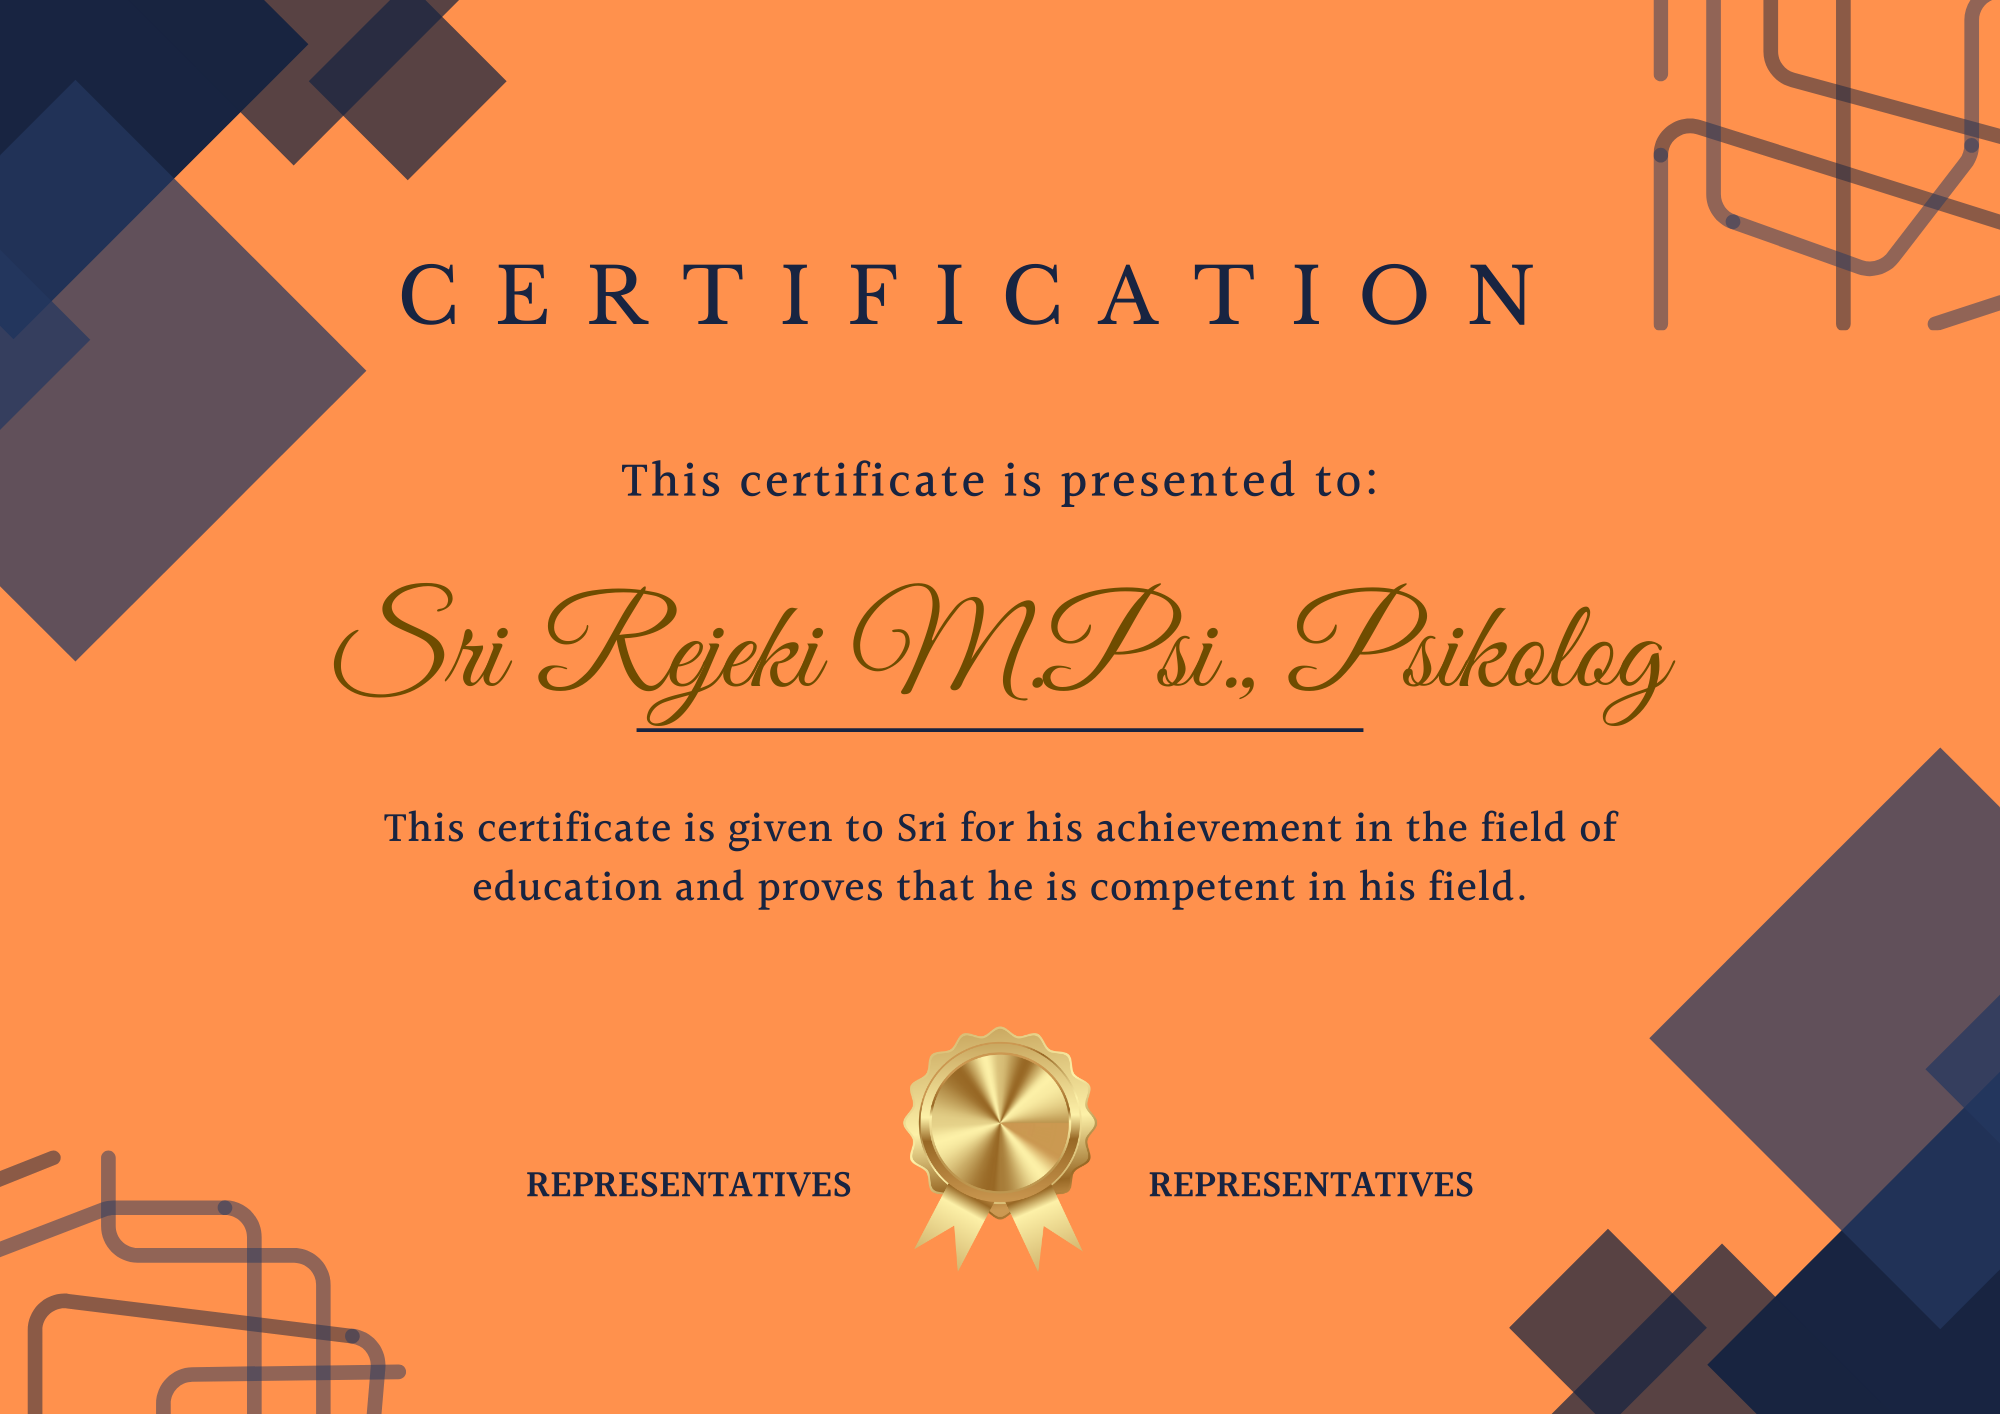 CERTIFICATION
This certificate is presented to:
Sri Rejeki M.Psi., Psikolog
This certificate is given to Sri for his achievement in the field of
education and proves that he is competent in his field.
REPRESENTATIVES REPRESENTATIVES